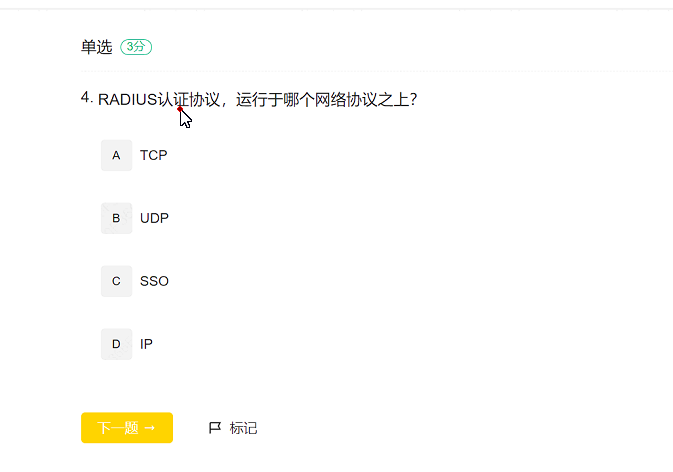 单选 3分
4. RADIUS认证协议，运行于哪个网络协议之上？
A TCP
B UDP
C SSO
D IP
下一题 → 标记